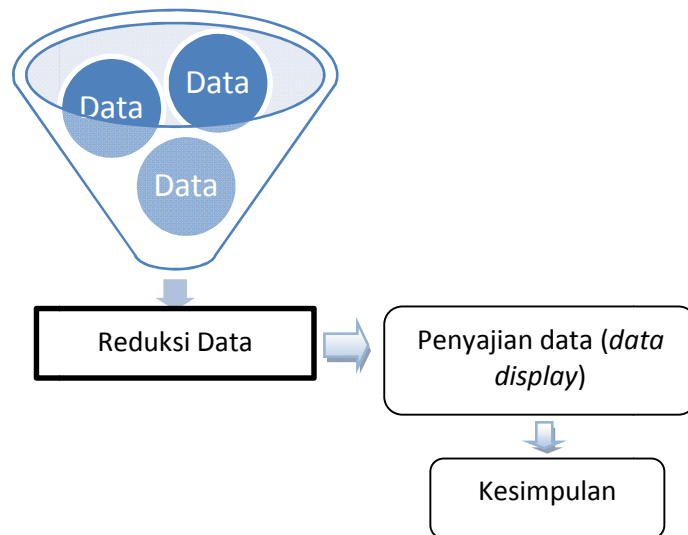 Data
Data
Data
Reduksi Data
Penyajian data (data
display)
Kesimpulan